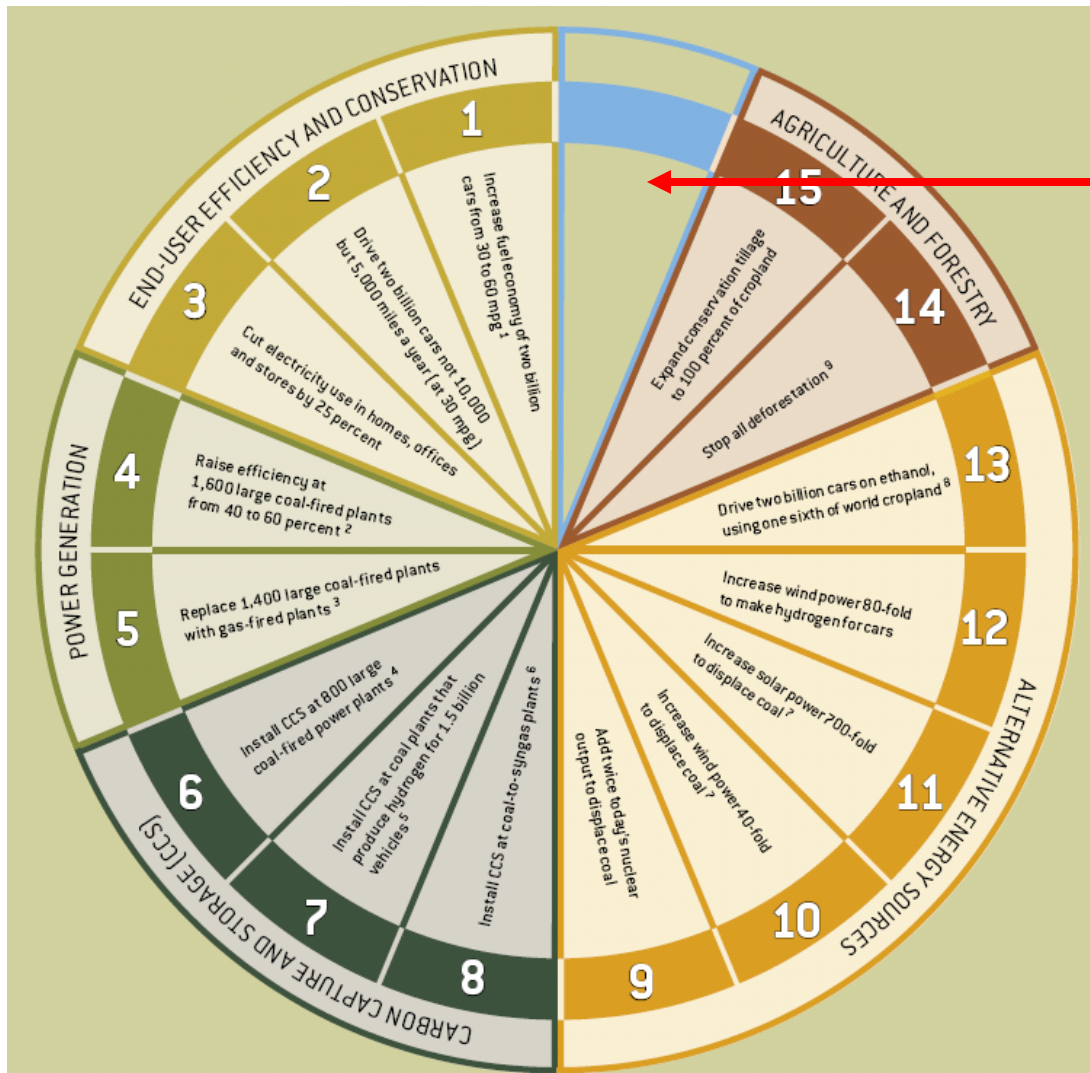 END-USER EFFICIENCY AND CONSERVATION
1
Increase fuel economy of two billion
cars from 30 to 60 mpg 1
2
Drive two billion cars not 10,000
but 5,000 miles a year (at 30 mpg)
3
Cut electricity use in homes, offices
and stores by 25 percent
POWER GENERATION
4
Raise efficiency at
1,600 large coal-fired plants
from 40 to 60 percent 2
5
Replace 1,400 large coal-fired plants
with gas-fired plants 3
CARBON CAPTURE AND STORAGE (CCS)
6
Install CCS at 800 large
coal-fired power plants 4
7
Install CCS at coal plants that
produce hydrogen for 1.5 billion
vehicles 5
8
Install CCS at coal-to-syngas plants 6
ALTERNATIVE ENERGY SOURCES
9
Add twice today's nuclear
output to displace coal
10
Increase wind power 40-fold
to displace coal 7
11
Increase solar power 700-fold
to displace coal 7
12
Increase wind power 80-fold
to make hydrogen for cars
13
Drive two billion cars on ethanol,
using one sixth of world cropland 8
AGRICULTURE AND FORESTRY
14
Stop all deforestation 9
15
Expand conservation tillage
to 100 percent of cropland